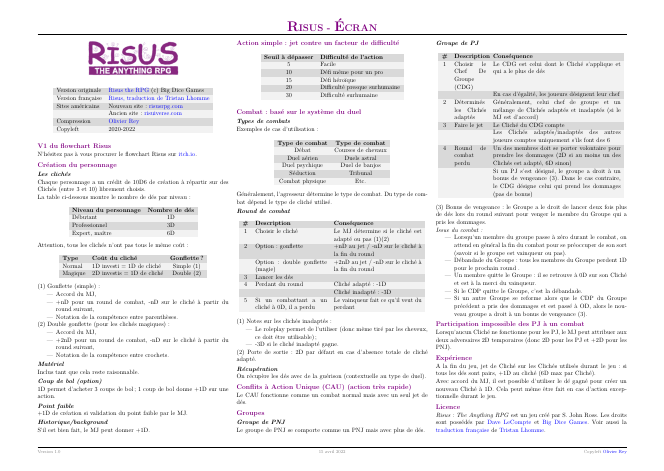 RISUS - ÉCRAN
RISUS
THE ANYTHING RPG
Version originale Risus the RPG (c) Big Dice Games
Version française Risus, traduction de Tristan Lhomme
Sites américains Nouveau site : risusrpg.com
Ancien site : risiverse.com
Compression Olivier Rey
Copyleft 2020-2022
V1 du flowchart Risus
N'hésitez pas à vous procurer le flowchart Risus sur rick.io.
Création du personnage
Les clichés
Chaque personnage a un crédit de 10D6 de création à répartir sur des
Clichés (entre 3 et 10) librement choisis.
La table ci-dessous montre le nombre de dés par niveau :
Niveau du personnage Nombre de dés
Débutant 1D
Professionnel 3D
Expert, maître 6D
Attention, tous les clichés n'ont pas tous le même coût :
Type Coût du cliché Gonflette ?
Normal 1D investi = 1D de cliché Simple (1)
Magique 2D investi = 1D de cliché Double (2)
(1) Gonflette (simple) :
— Accord du MJ,
— +nD pour un round de combat, -nD sur le cliché à partir du
round suivant,
— Notation de la compétence entre parenthèses.
(2) Double gonflette (pour les clichés magiques) :
— Accord du MJ,
— +2nD pour un round de combat, -nD sur le cliché à partir du
round suivant,
— Notation de la compétence entre crochets.
Matériel
Inclus tant que cela reste raisonnable.
Coup de bol (option)
1D permet d'acheter 3 coups de bol ; 1 coup de bol donne +1D sur une
action.
Point faible
+1D de création si validation du point faible par le MJ.
Historique/background
S'il est bien fait, le MJ peut donner +1D.
Action simple : jet contre un facteur de difficulté
Seuil à dépasser Difficulté de l'action
5 Facile
10 Défi même pour un pro
15 Défi héroïque
20 Difficulté presque surhumaine
30 Difficulté surhumaine
Combat : basé sur le système du duel
Types de combats
Exemples de cas d'utilisation :
Type de combat Type de combat
Débat Courses de chevaux
Duel aérien Duels astral
Duel psychique Duel de banjos
Séduction Tribunal
Combat physique Etc.
Généralement, l'agresseur détermine le type de combat. Du type de com-
bat dépend le type de cliché utilisé.
Round de combat
# Description Conséquence
1 Choisir le cliché Le MJ détermine si le cliché est
adapté ou pas (1)(2)
2 Option : gonflette +nD au jet / -nD sur le cliché à
la fin du round
Option : double gonflette +2nD au jet / -nD sur le cliché à
(magie) la fin du round
3 Lancer les dés
4 Perdant du round Cliché adapté : -1D
Cliché inadapté : -3D
5 Si un combattant a un Le vainqueur fait ce qu'il veut du
cliché à 0D, il a perdu perdant
(1) Notes sur les clichés inadaptés :
— Le roleplay permet de l'utiliser (donc même tiré par les cheveux,
ce doit être utilisable);
— -3D si le cliché inadapté gagne
(2) Porte de sortie : 2D par défaut en cas d'absence totale de cliché
adapté.
Récupération
On récupère les dés avec de la guérison (contextuelle au type de duel).
Conflits à Action Unique (CAU) (action très rapide)
Le CAU fonctionne comme un combat normal mais avec un seul jet de
dés.
Groupes
Groupe de PNJ
Le groupe de PNJ se comporte comme un PNJ mais avec plus de dés.
Groupe de PJ
# Description Conséquence
1 Choisir le Le CDG est celui dont le Cliché s'applique et
Chef De qui a le plus de dés
Groupe
(CDG)
En cas d'égalité, les joueurs désignent leur chef
2 Déterminés Généralement, celui chef de groupe et un
les Clichés mélange de Clichés adaptés et inadaptés (si le
adaptés MJ est d'accord)
3 Faire le jet Le Cliché du CDG compte
Les Clichés adaptés/inadaptés des autres
joueurs comptes uniquement s'ils font des 6
4 Round de Un des membres doit se porter volontaire pour
combat prendre les dommages (2D si au moins un des
perdu Clichés est adapté, 6D sinon)
Si un PJ s'est désigné, le groupe a droit à un
bonus de vengeance (3). Dans le cas contraire,
le CDG désigne celui qui prend les dommages
(pas de bonus)
(3) Bonus de vengeance : le Groupe a le droit de lancer deux fois plus
de dés lors du round suivant pour venger le membre du Groupe qui a
pris les dommages.
Issus du combat :
— Lorsqu'un membre du groupe passe à zéro durant le combat, on
attend en général la fin du combat pour se préoccuper de son sort
(savoir si le groupe est vainqueur ou pas).
— Débandade du Groupe : tous les membres du Groupe perdent 1D
pour le prochain round.
— Un membre quitte le Groupe : il se retrouve à 0D sur son Cliché
et est à la merci du vainqueur.
— Si le CDP quitte le Groupe, c'est la débandade.
— Si un autre Groupe se reforme alors que le CDP du Groupe
précédent a pris des dommages et est passé à OD, alors le nou-
veau groupe a droit à un bonus de vengeance (3).
Participation impossible des PJ à un combat
Lorsqu'aucun Cliché ne fonctionne pour les PJ, le MJ peut attribuer aux
deux adversaires 2D temporaires (donc 2D pour les PJ et +2D pour les
PNJ).
Expérience
A la fin du jeu, jet de Cliché sur les Clichés utilisés durant le jeu : si
tous les dés sont paires, +1D au cliché (6D max par Cliché).
Avec accord du MJ, il est possible d'utiliser le dé gagné pour créer un
nouveau Cliché à 1D. Cela peut même être fait en cas d'action excep-
tionnelle durant le jeu.
Licence
Risus : The Anything RPG est un jeu créé par S. John Ross. Les droits
sont possédés par Dave LeCompte et Big Dice Games. Voir aussi la
traduction française de Tristan Lhomme.
Version 1.0
12 avril 2022
Copyleft Olivier Rey